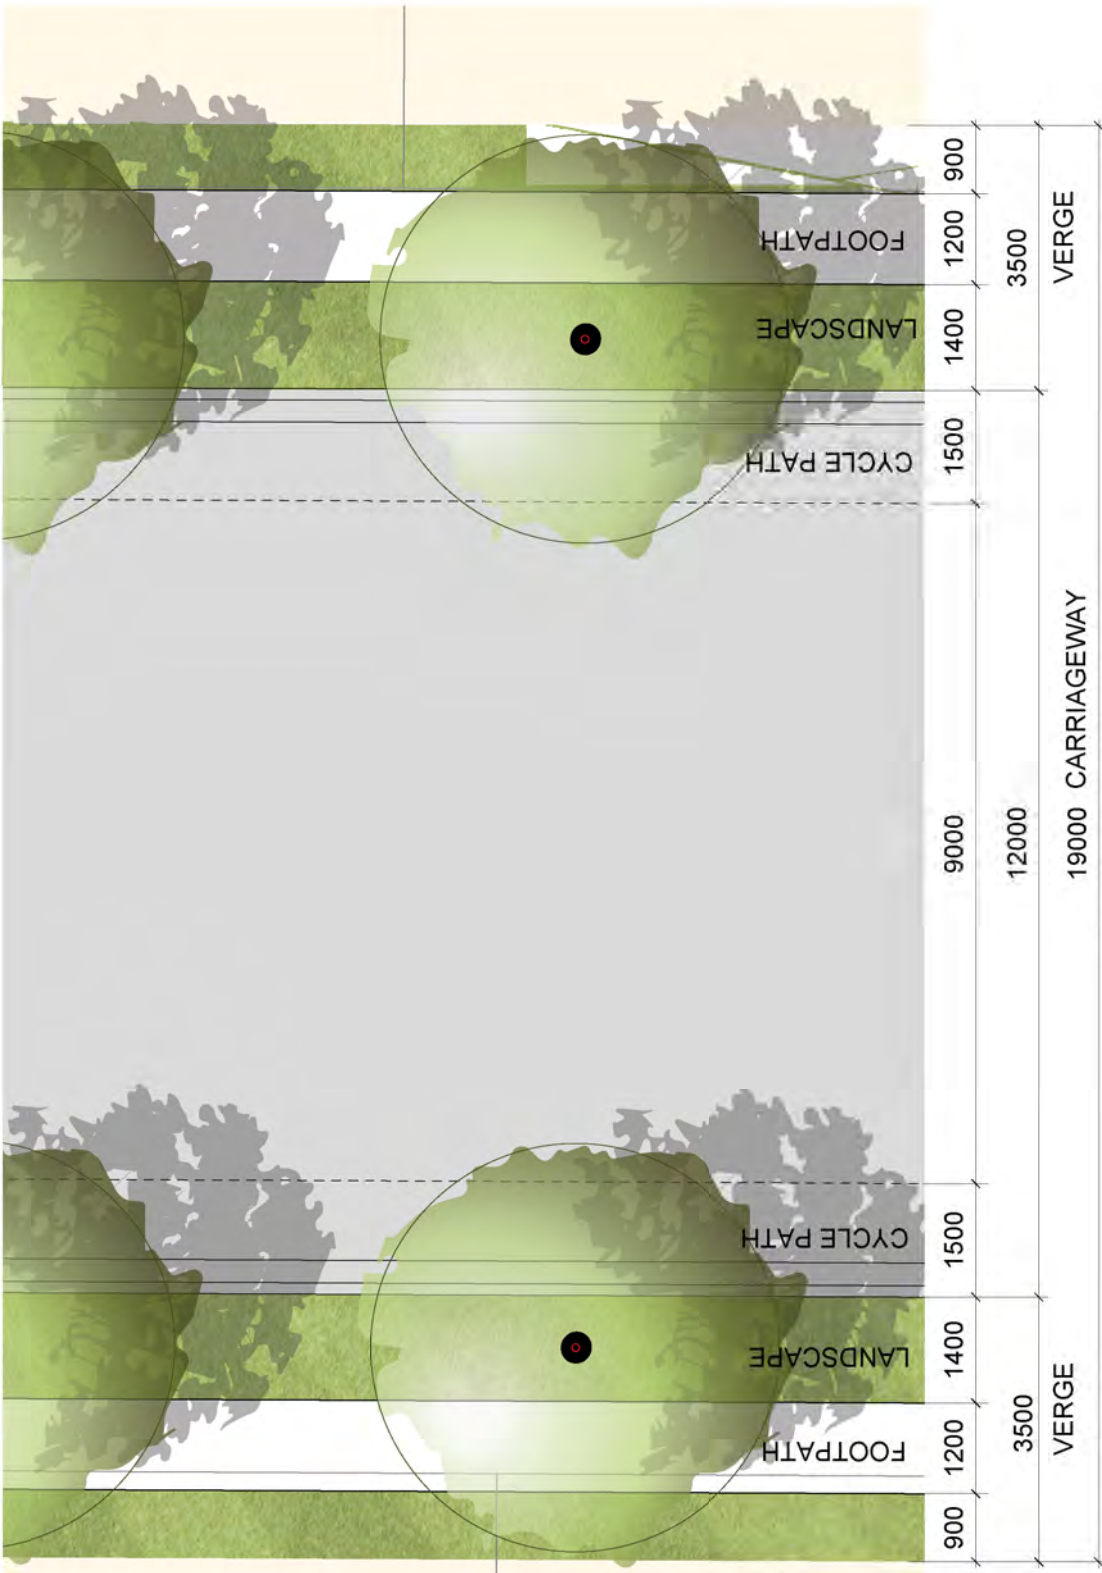 900
1200
1400
1500
9000
1500
1400
1200
900
3500
12000
3500
VERGE
19000 CARRIAGEWAY
VERGE
FOOTPATH
LANDSCAPE
CYCLE PATH
CYCLE PATH
LANDSCAPE
FOOTPATH